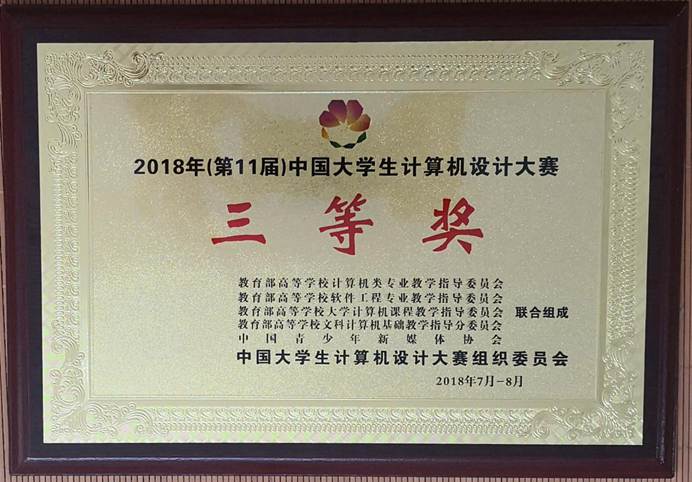 2018年(第11届)中国大学生计算机设计大赛
三等奖
教育部高等学校计算机类专业教学指导委员会
教育部高等学校软件工程专业教学指导委员会
教育部高等学校大学计算机课程教学指导委员会 联合组成
教育部高等学校文科计算机基础教学指导分委员会
中国青少年新媒体协会
中国大学生计算机设计大赛组织委员会
2018年7月-8月